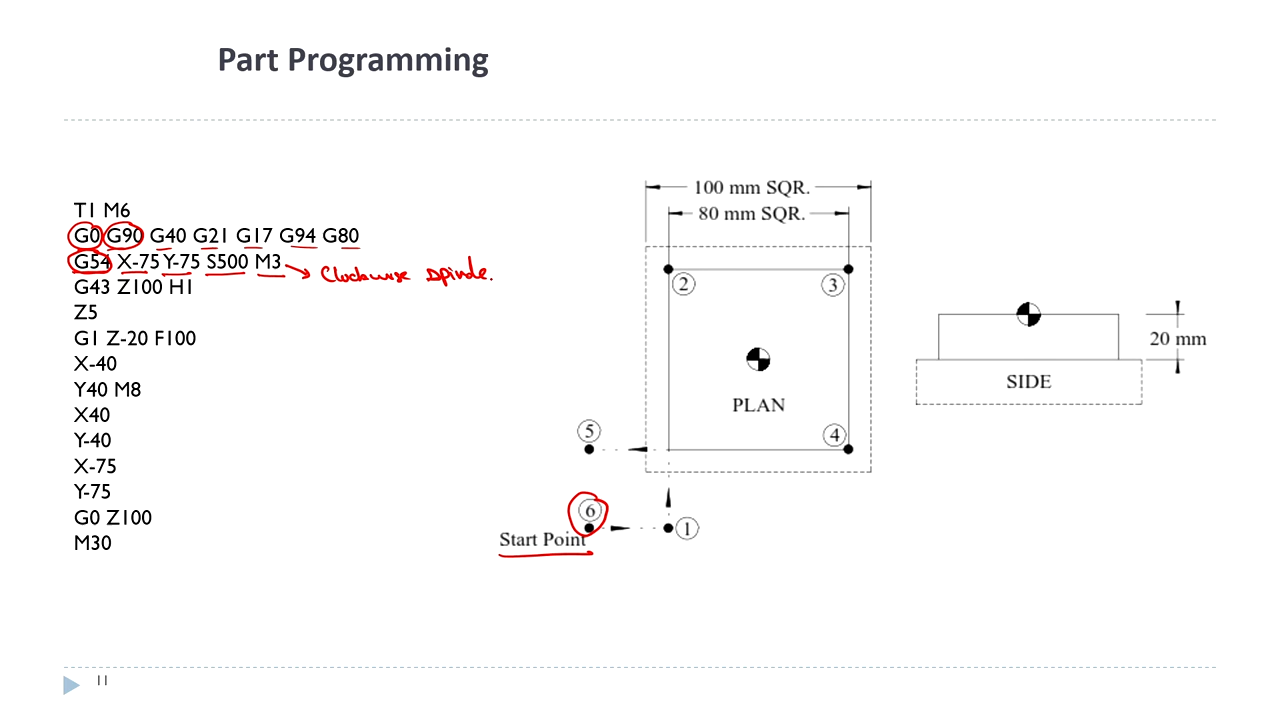 Part Programming
T1 M6
G0 G90 G40 G21 G17 G94 G80
G54 X-75 Y-75 S500 M3
Clockwise spinde.
G43 Z100 H1
Z5
G1 Z-20 F100
X-40
Y40 M8
X40
Y-40
X-75
Y-75
G0 Z100
M30
100 mm SQR.
80 mm SQR.
2
3
PLAN
4
5
6
1
Start Point
20 mm
SIDE
11